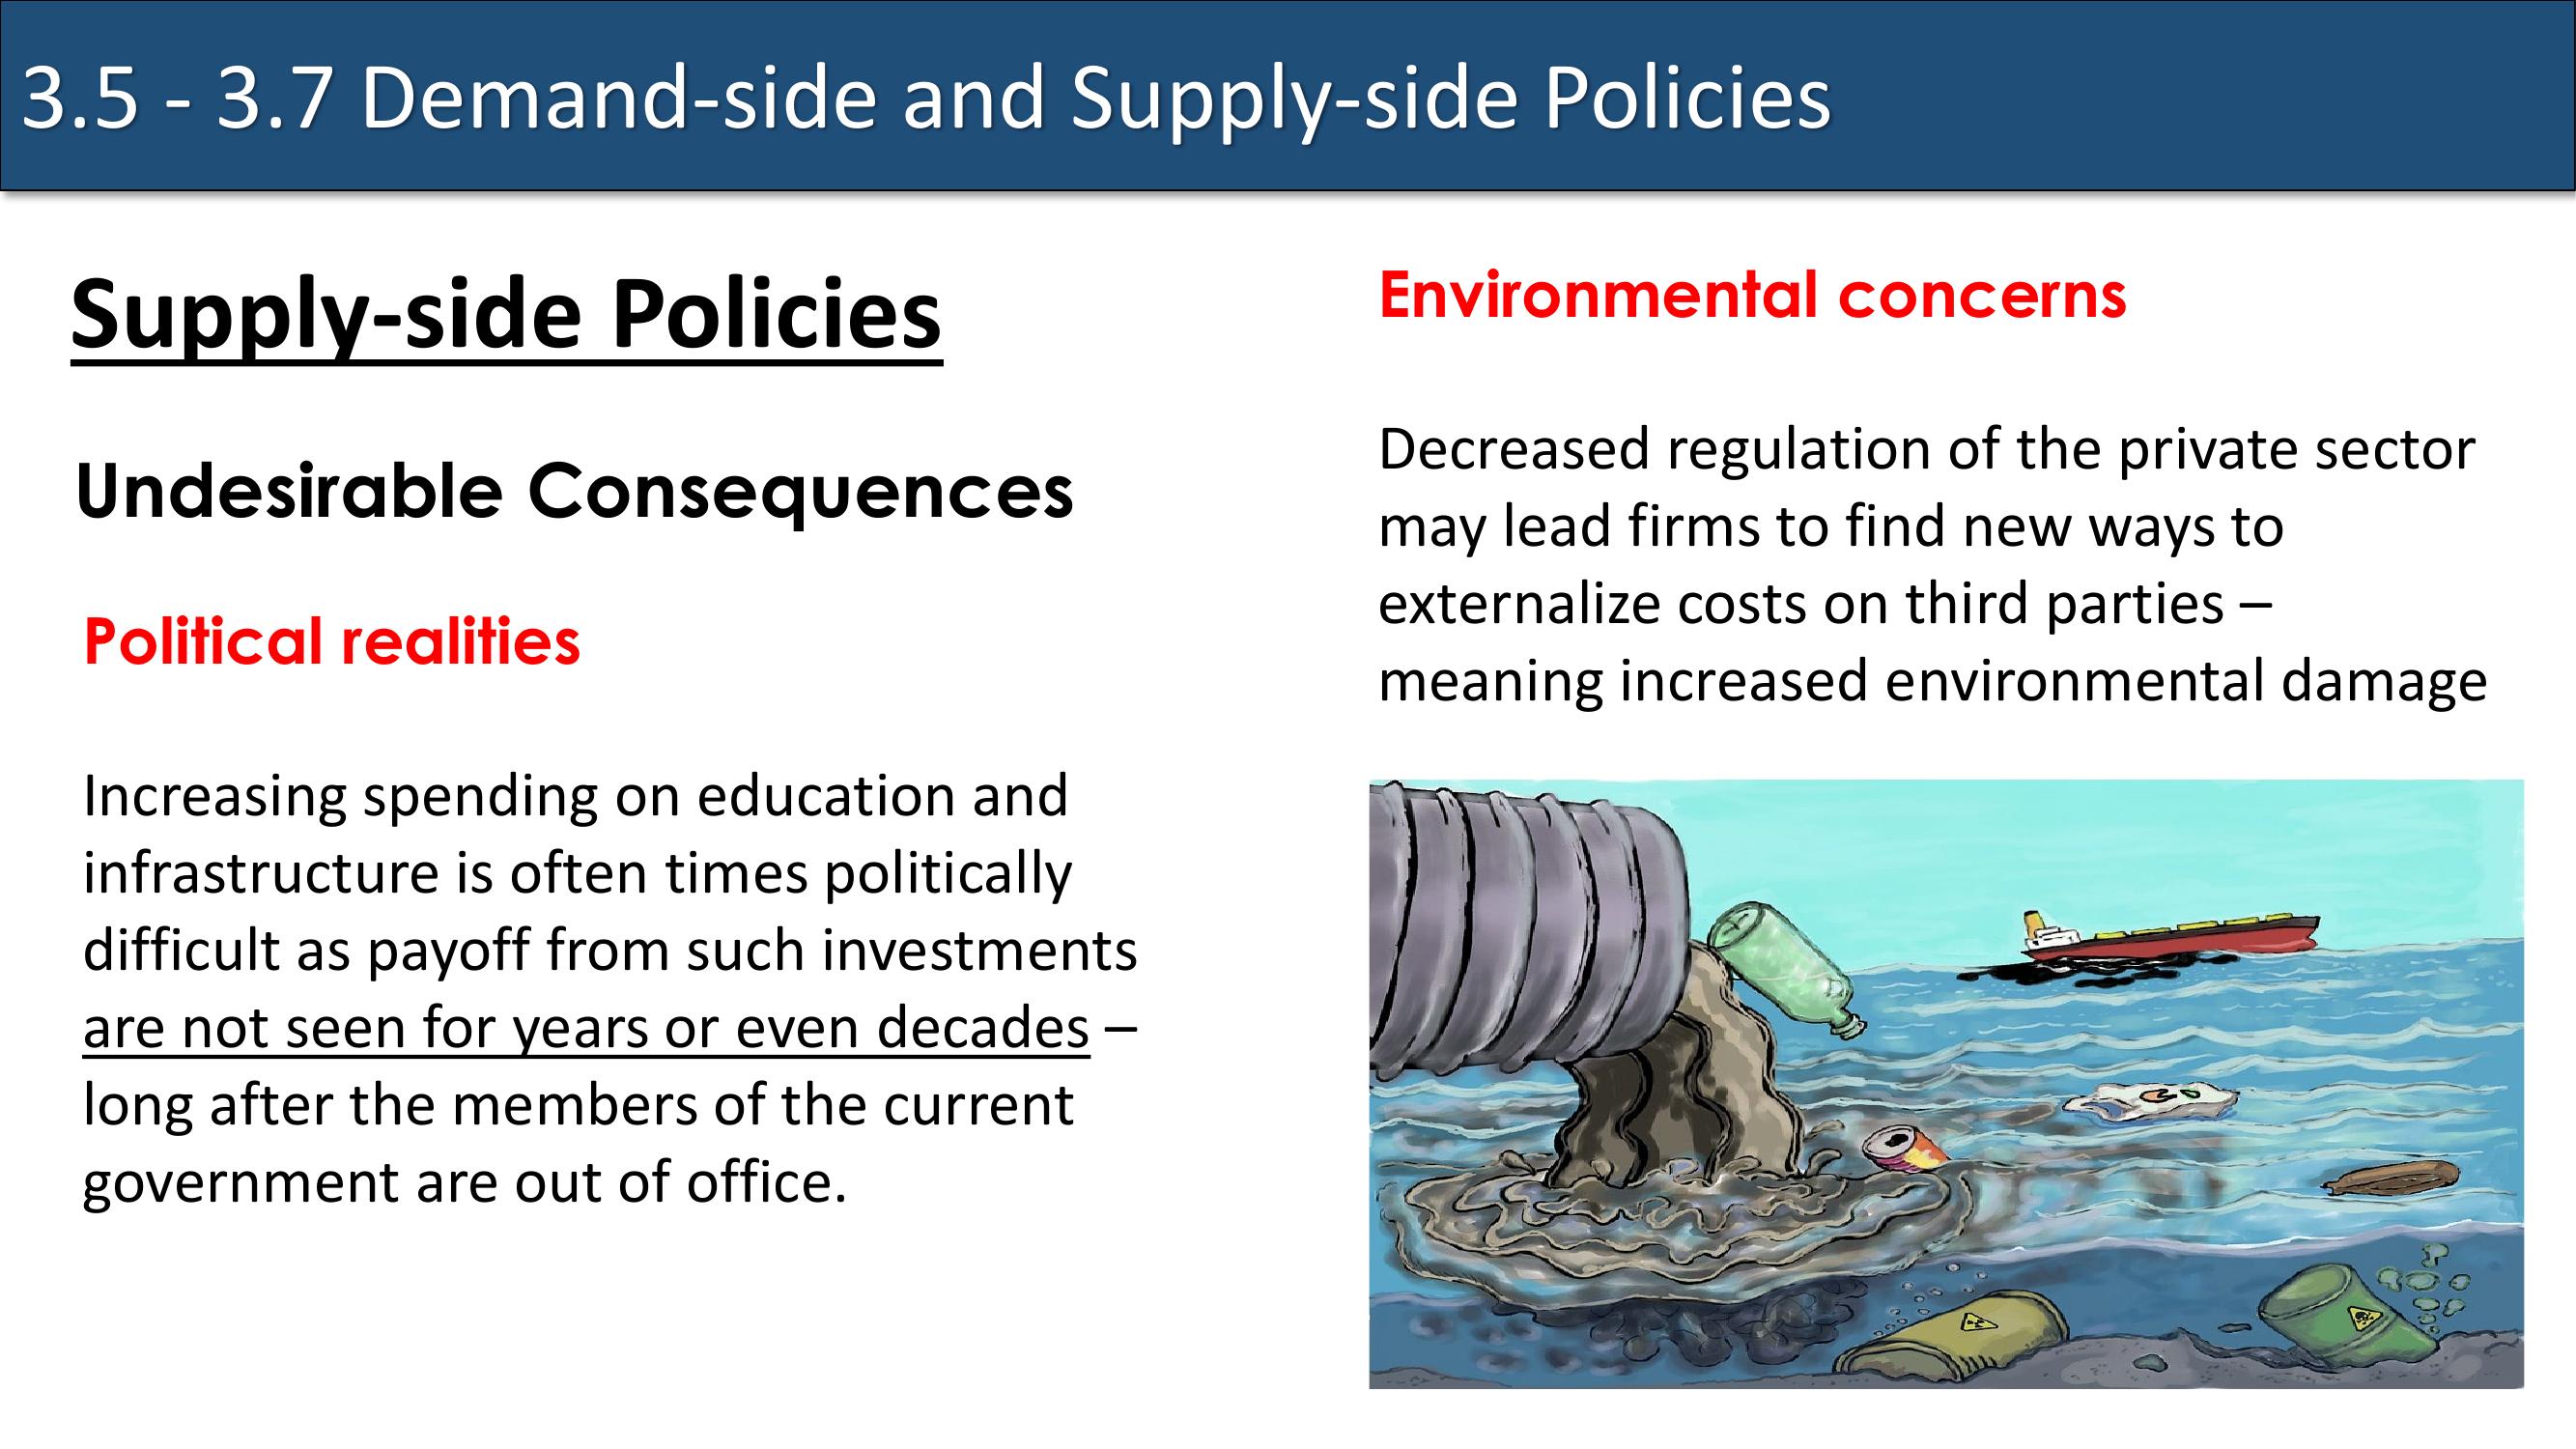 3.5 - 3.7 Demand-side and Supply-side Policies
Supply-side Policies
Undesirable Consequences
Political realities
Increasing spending on education and
infrastructure is often times politically
difficult as payoff from such investments
are not seen for years or even decades –
long after the members of the current
government are out of office.
Environmental concerns
Decreased regulation of the private sector
may lead firms to find new ways to
externalize costs on third parties –
meaning increased environmental damage